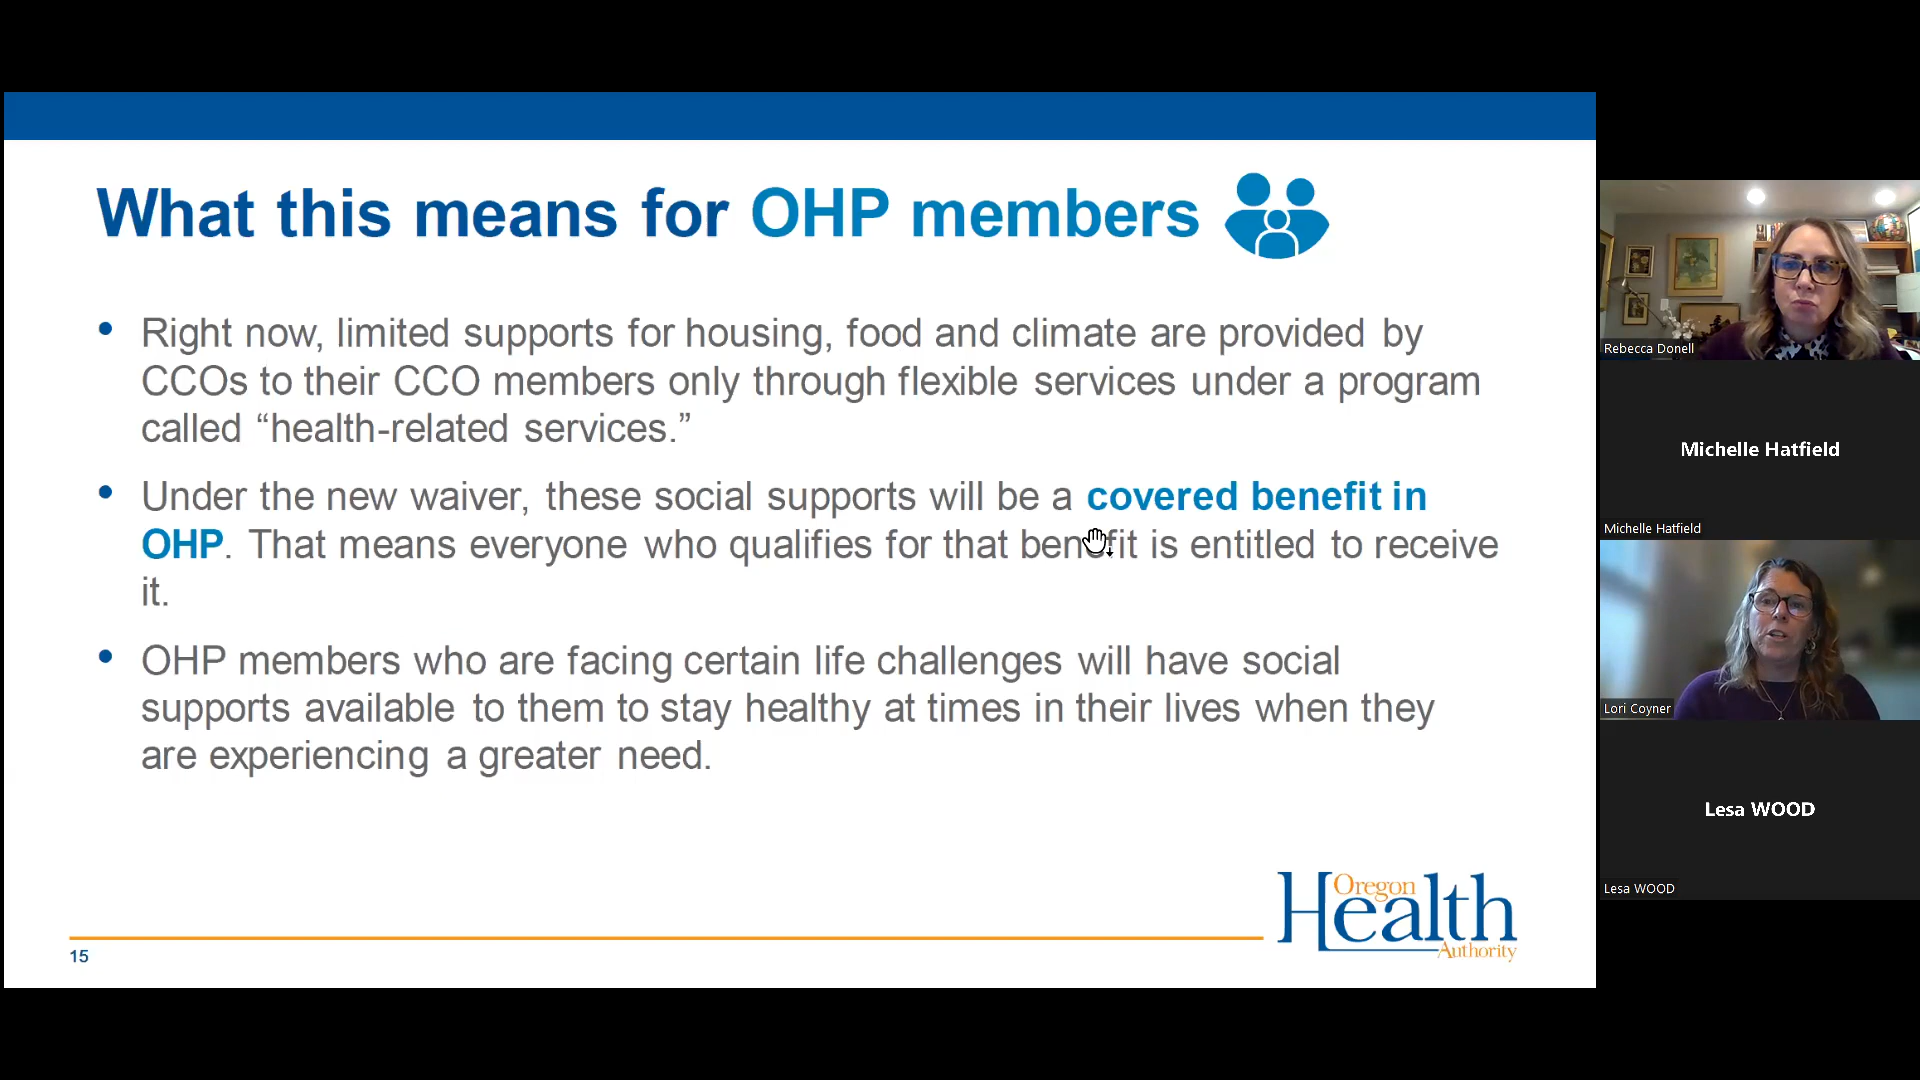 What this means for OHP members
• Right now, limited supports for housing, food and climate are provided by
CCOs to their CCO members only through flexible services under a program
called “health-related services.”
• Under the new waiver, these social supports will be a covered benefit in
OHP. That means everyone who qualifies for that benefit is entitled to receive
it.
• OHP members who are facing certain life challenges will have social
supports available to them to stay healthy at times in their lives when they
are experiencing a greater need.
15
Oregon
Health
Authority
Rebecca Donell
Michelle Hatfield
Michelle Hatfield
Lori Coyner
Lesa WOOD
Lesa WOOD